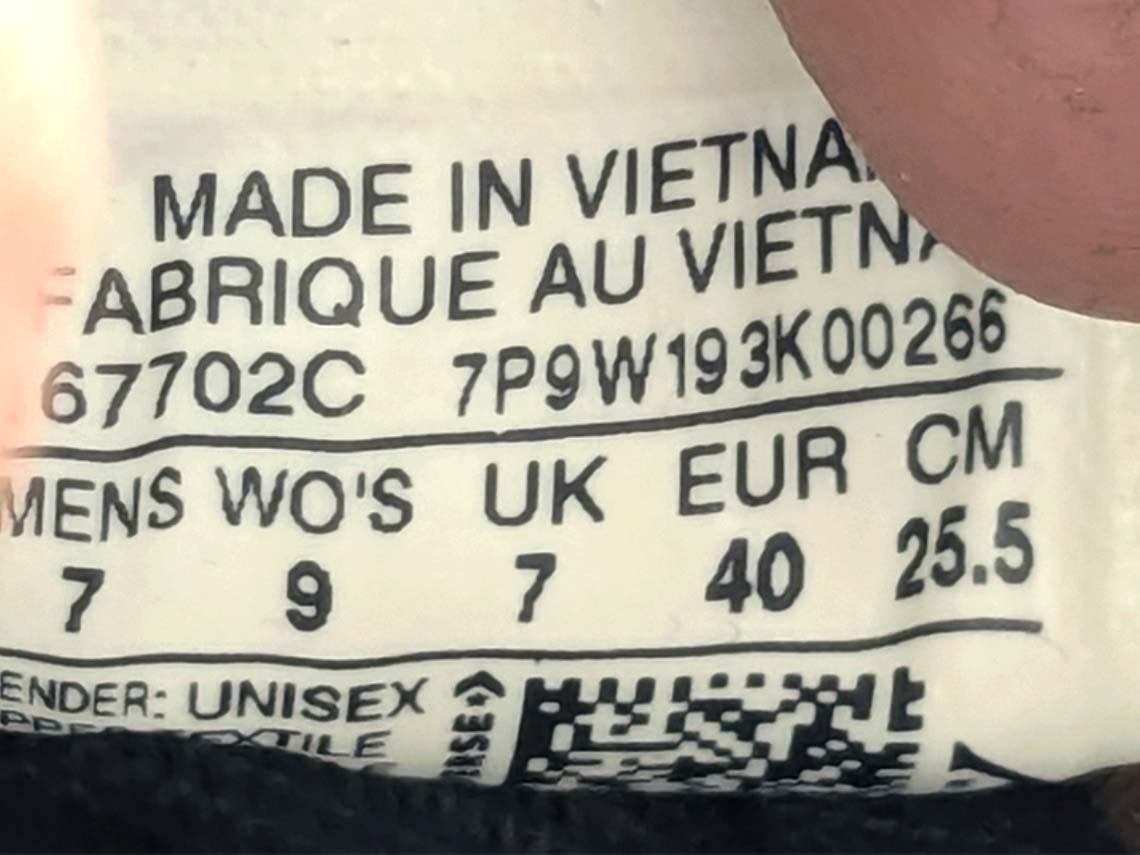 MADE IN VIETNA
FABRIQUE AU VIETNA
67702C 7P9W193K00266
MENS WO'S UK EUR CM
7 9 7 40 25.5
ENDER: UNISEX